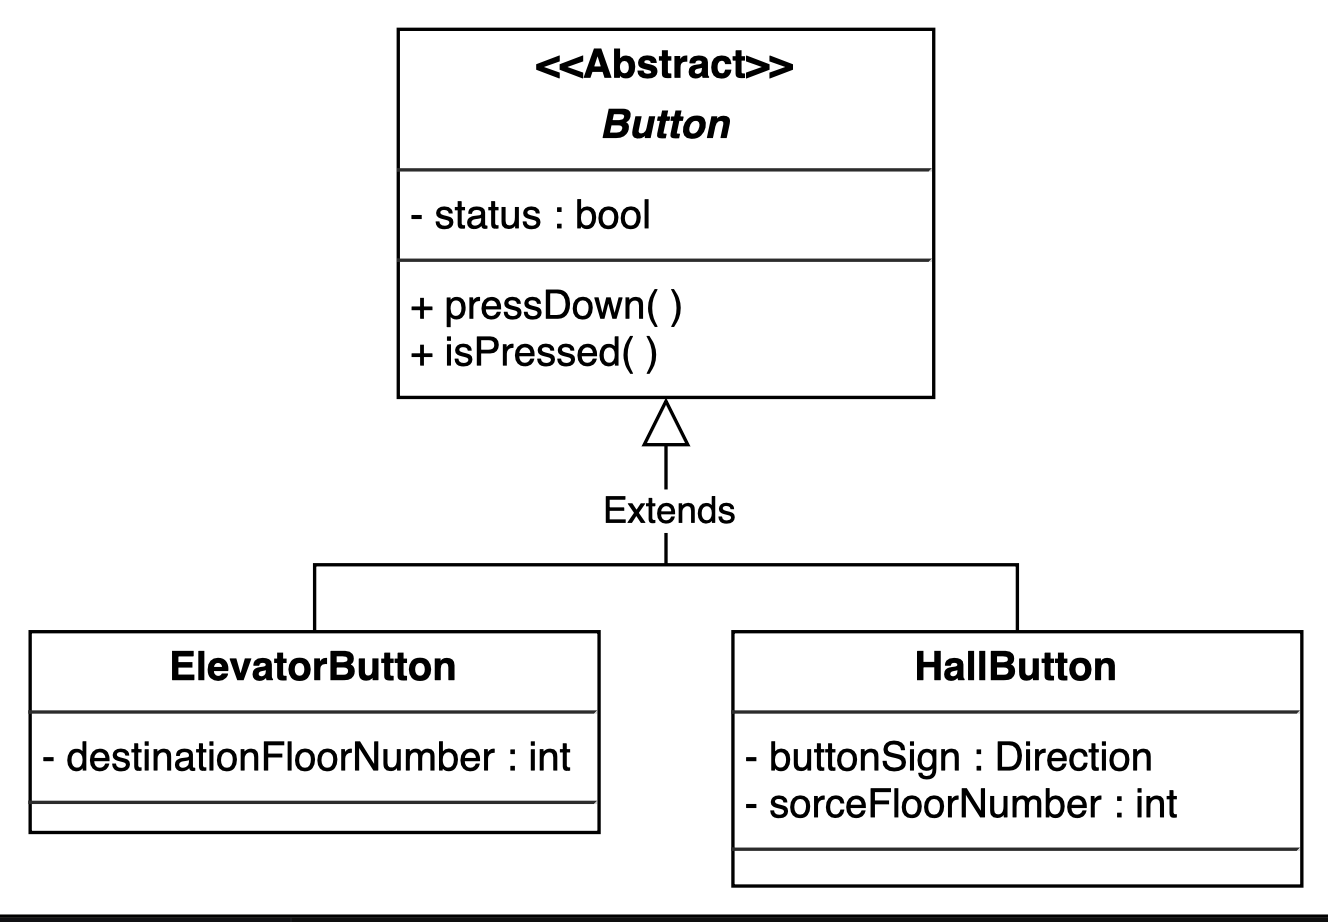 <<Abstract>>
Button
- status : bool
+ pressDown( )
+ isPressed( )
Extends
ElevatorButton
- destinationFloorNumber : int
HallButton
- buttonSign : Direction
- sorceFloorNumber : int